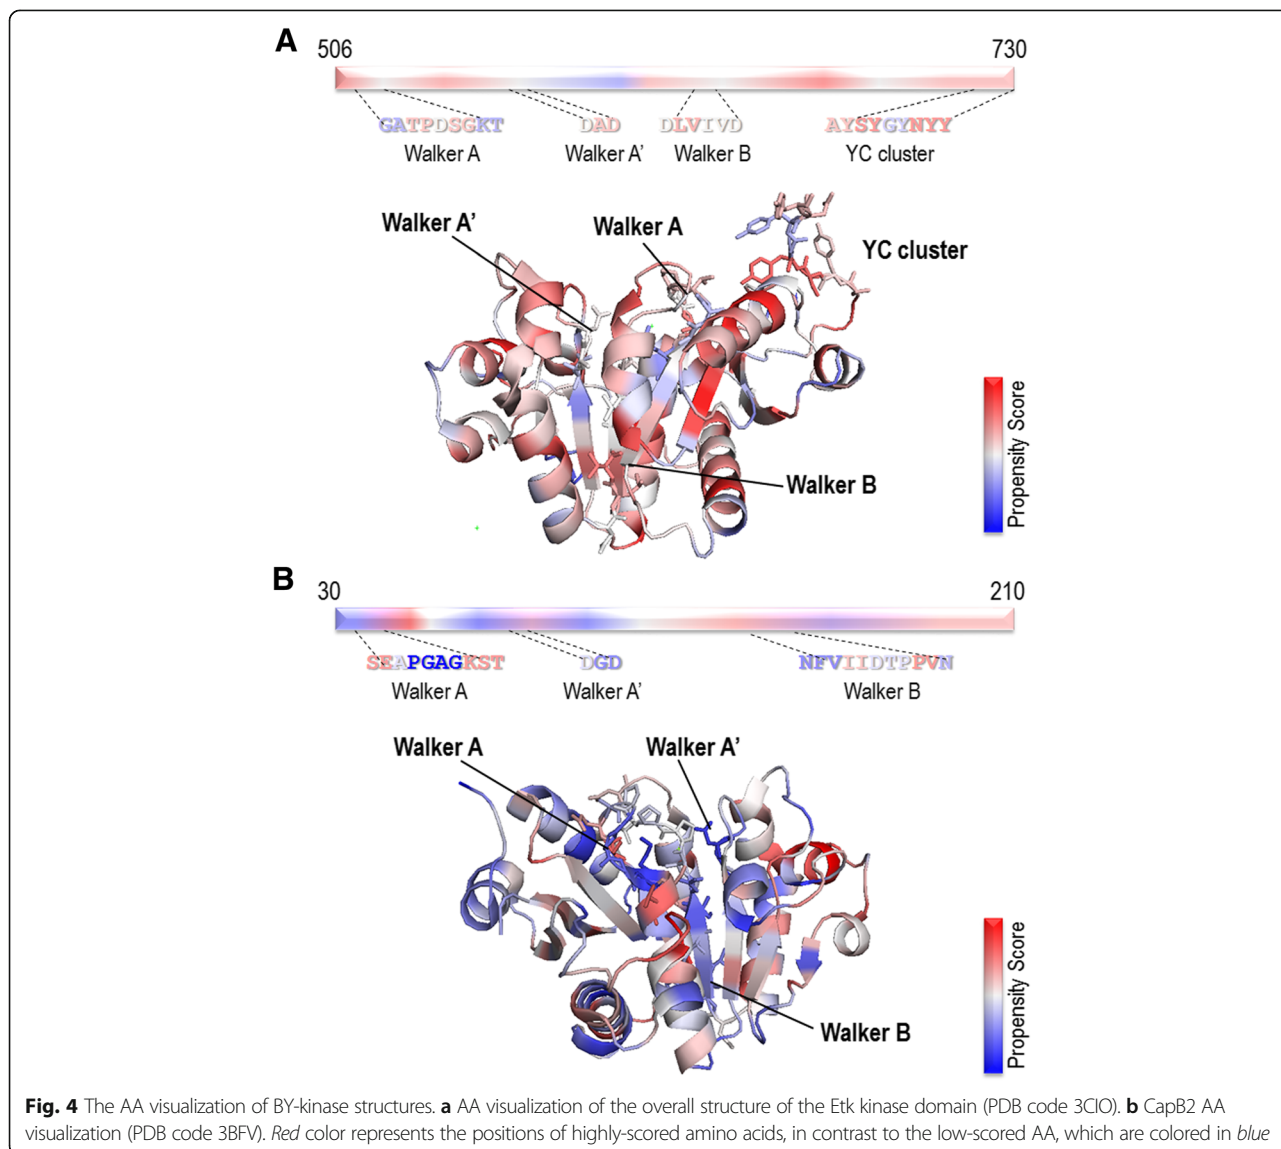 A
506 730
GATPDSGKT DAD DLVIVD AYSYGYNYY
Walker A Walker A' Walker B YC cluster
Walker A' Walker A
YC cluster
Walker B
Propensity Score
B
30 210
SEAPGAGKST DGD NFVIIDTPPVN
Walker A Walker A' Walker B
Walker A Walker A'
Walker B
Propensity Score
Fig. 4 The AA visualization of BY-kinase structures. a AA visualization of the overall structure of the Etk kinase domain (PDB code 3CIO). b CapB2 AA
visualization (PDB code 3BFV). Red color represents the positions of highly-scored amino acids, in contrast to the low-scored AA, which are colored in blue